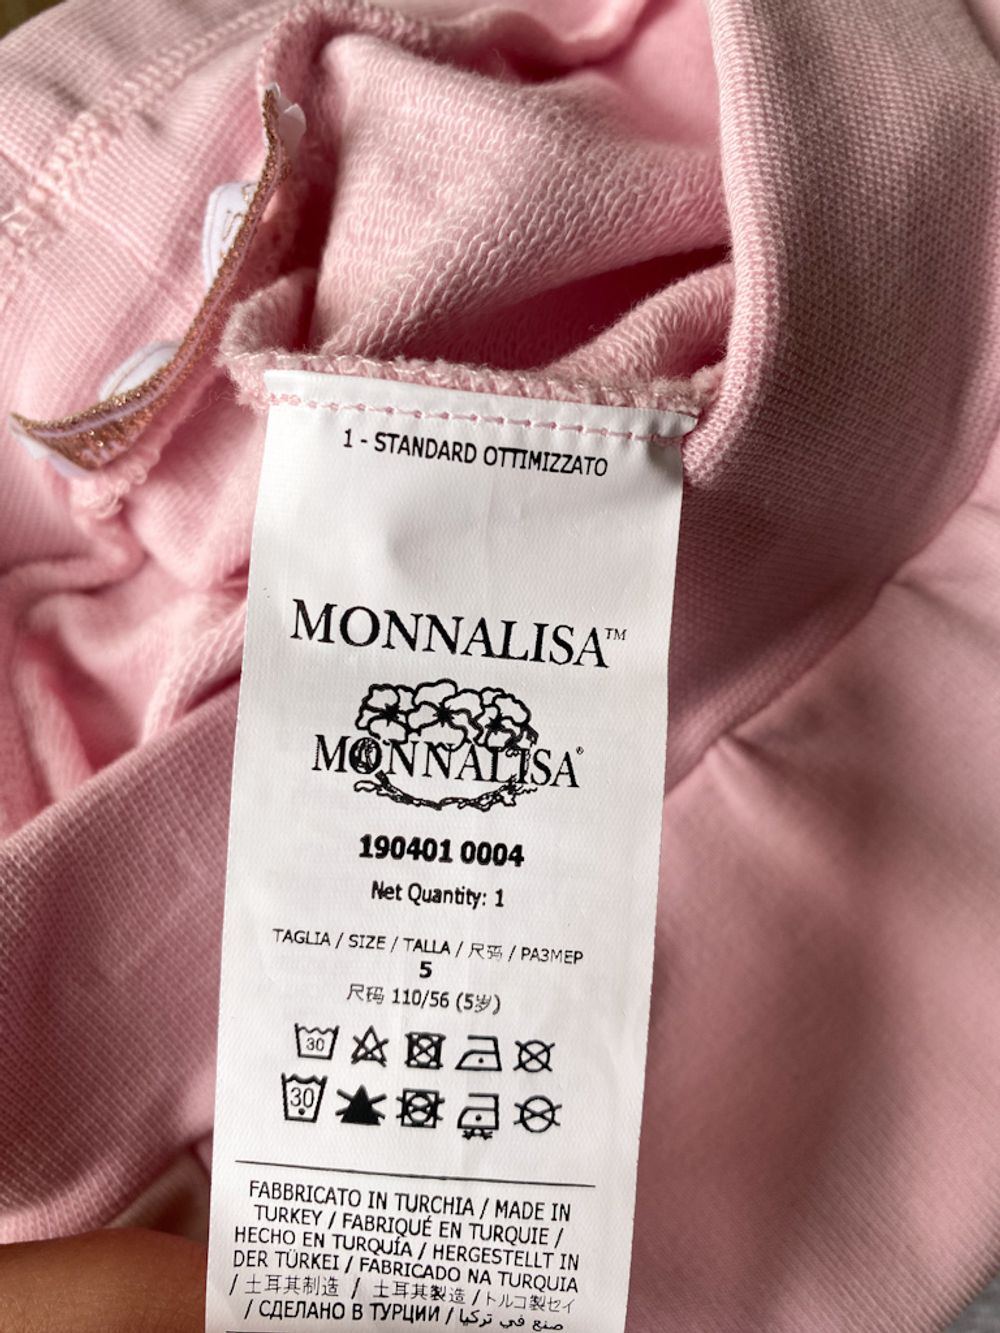 1 - STANDARD OTTIMIZZATO
MONNALISA™
MONNALISA®
190401 0004
Net Quantity: 1
TAGLIA / SIZE / TALLA / 尺码 / РАЗМЕР
5
尺码 110/56 (5岁)
30
30
FABBRICATO IN TURCHIA / MADE IN
TURKEY / FABRIQUÉ EN TURQUIE /
HECHO EN TURQUÍA / HERGESTELLT IN
DER TÜRKEI / FABRICADO NA TURQUIA
/ 土耳其制造 / 土耳其製造 / トルコ製セイ
/ СДЕЛАНО В ТУРЦИИ / صنع في تركيا